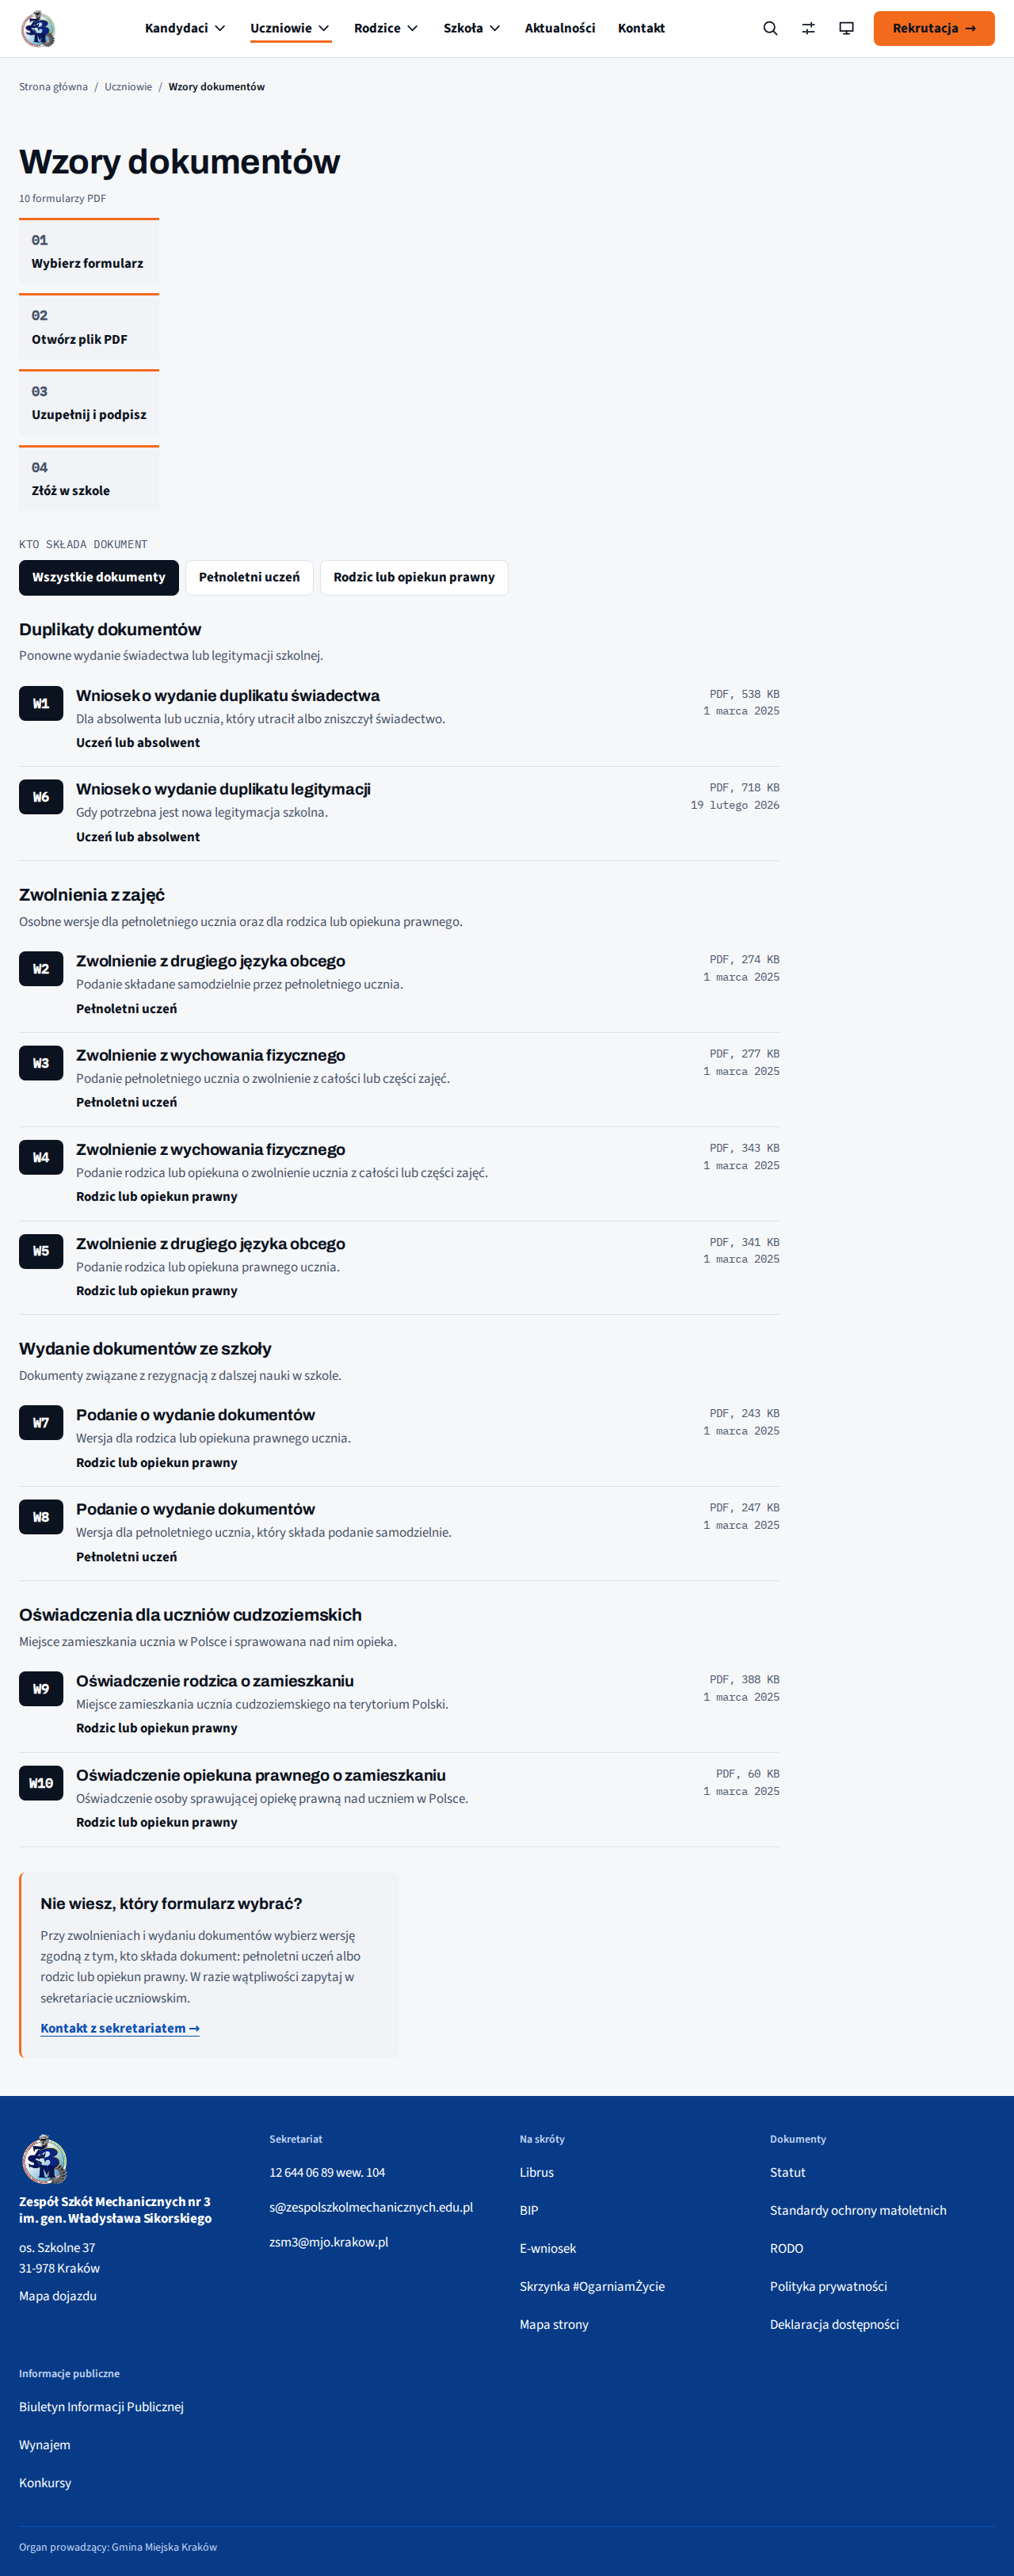 Kandydaci
Uczniowie
Rodzice
Szkoła
Aktualności
Kontakt
Rekrutacja →
Strona główna / Uczniowie / Wzory dokumentów
Wzory dokumentów
10 formularzy PDF
01
Wybierz formularz
02
Otwórz plik PDF
03
Uzupełnij i podpisz
04
Złóż w szkole
KTO SKŁADA DOKUMENT
Wszystkie dokumenty
Pełnoletni uczeń
Rodzic lub opiekun prawny
Duplikaty dokumentów
Ponowne wydanie świadectwa lub legitymacji szkolnej.
W1
Wniosek o wydanie duplikatu świadectwa
Dla absolwenta lub ucznia, który utracił albo zniszczył świadectwo.
Uczeń lub absolwent
PDF, 538 KB
1 marca 2025
W6
Wniosek o wydanie duplikatu legitymacji
Gdy potrzebna jest nowa legitymacja szkolna.
Uczeń lub absolwent
PDF, 718 KB
19 lutego 2026
Zwolnienia z zajęć
Osobne wersje dla pełnoletniego ucznia oraz dla rodzica lub opiekuna prawnego.
W2
Zwolnienie z drugiego języka obcego
Podanie składane samodzielnie przez pełnoletniego ucznia.
Pełnoletni uczeń
PDF, 274 KB
1 marca 2025
W3
Zwolnienie z wychowania fizycznego
Podanie pełnoletniego ucznia o zwolnienie z całości lub części zajęć.
Pełnoletni uczeń
PDF, 277 KB
1 marca 2025
W4
Zwolnienie z wychowania fizycznego
Podanie rodzica lub opiekuna o zwolnienie ucznia z całości lub części zajęć.
Rodzic lub opiekun prawny
PDF, 343 KB
1 marca 2025
W5
Zwolnienie z drugiego języka obcego
Podanie rodzica lub opiekuna prawnego ucznia.
Rodzic lub opiekun prawny
PDF, 341 KB
1 marca 2025
Wydanie dokumentów ze szkoły
Dokumenty związane z rezygnacją z dalszej nauki w szkole.
W7
Podanie o wydanie dokumentów
Wersja dla rodzica lub opiekuna prawnego ucznia.
Rodzic lub opiekun prawny
PDF, 243 KB
1 marca 2025
W8
Podanie o wydanie dokumentów
Wersja dla pełnoletniego ucznia, który składa podanie samodzielnie.
Pełnoletni uczeń
PDF, 247 KB
1 marca 2025
Oświadczenia dla uczniów cudzoziemskich
Miejsce zamieszkania ucznia w Polsce i sprawowana nad nim opieka.
W9
Oświadczenie rodzica o zamieszkaniu
Miejsce zamieszkania ucznia cudzoziemskiego na terytorium Polski.
Rodzic lub opiekun prawny
PDF, 388 KB
1 marca 2025
W10
Oświadczenie opiekuna prawnego o zamieszkaniu
Oświadczenie osoby sprawującej opiekę prawną nad uczniem w Polsce.
Rodzic lub opiekun prawny
PDF, 60 KB
1 marca 2025
Nie wiesz, który formularz wybrać?
Przy zwolnieniach i wydaniu dokumentów wybierz wersję
zgodną z tym, kto składa dokument: pełnoletni uczeń albo
rodzic lub opiekun prawny. W razie wątpliwości zapytaj w
sekretariacie uczniowskim.
Kontakt z sekretariatem →
Zespół Szkół Mechanicznych nr 3
im. gen. Władysława Sikorskiego
os. Szkolne 37
31-978 Kraków
Mapa dojazdu
Sekretariat
12 644 06 89 wew. 104
s@zespolszkolmechanicznych.edu.pl
zsm3@mjo.krakow.pl
Na skróty
Librus
BIP
E-wniosek
Skrzynka #OgarniamŻycie
Mapa strony
Dokumenty
Statut
Standardy ochrony małoletnich
RODO
Polityka prywatności
Deklaracja dostępności
Informacje publiczne
Biuletyn Informacji Publicznej
Wynajem
Konkursy
Organ prowadzący: Gmina Miejska Kraków